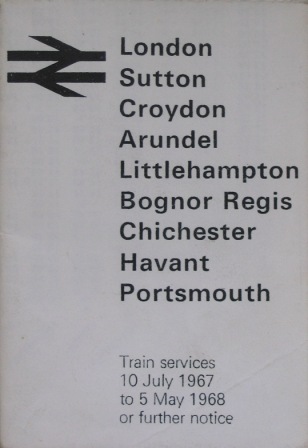 London
Sutton
Croydon
Arundel
Littlehampton
Bognor Regis
Chichester
Havant
Portsmouth
Train services
10 July 1967
to 5 May 1968
or further notice